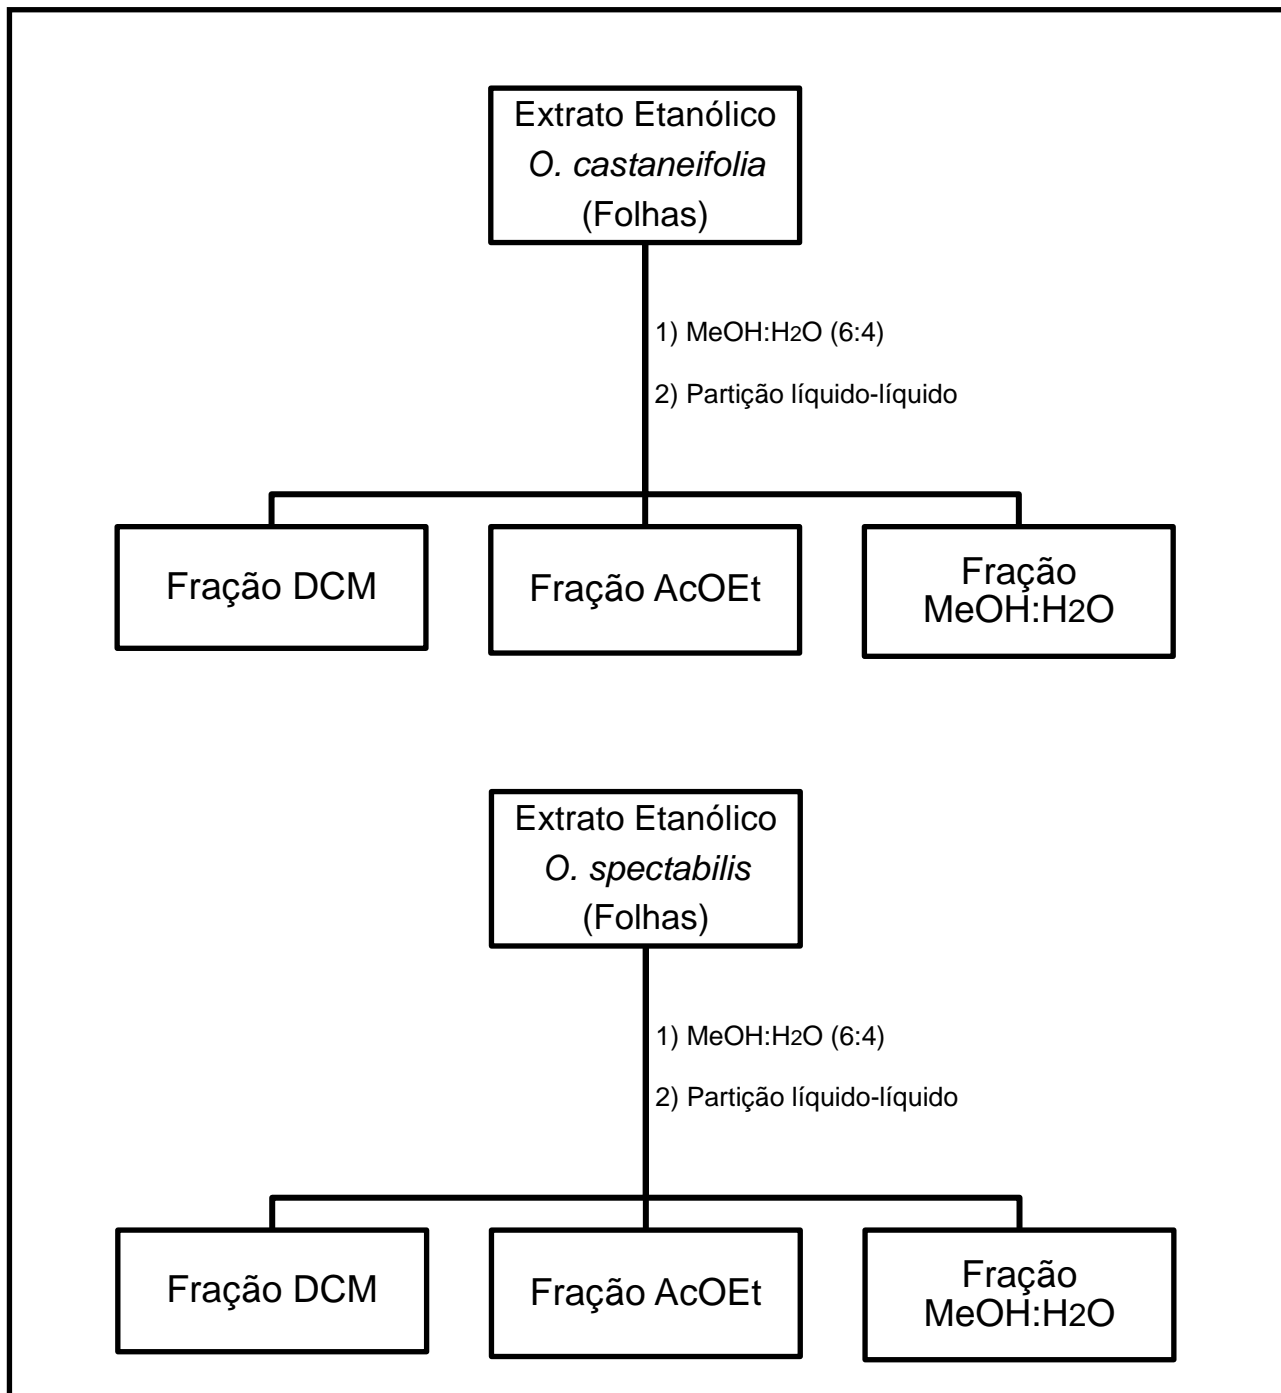 Extrato Etanólico
O. castaneifolia
(Folhas)
1) MeOH:H2O (6:4)
2) Partição líquido-líquido
Fração DCM
Fração AcOEt
Fração
MeOH:H2O
Extrato Etanólico
O. spectabilis
(Folhas)
1) MeOH:H2O (6:4)
2) Partição líquido-líquido
Fração DCM
Fração AcOEt
Fração
MeOH:H2O